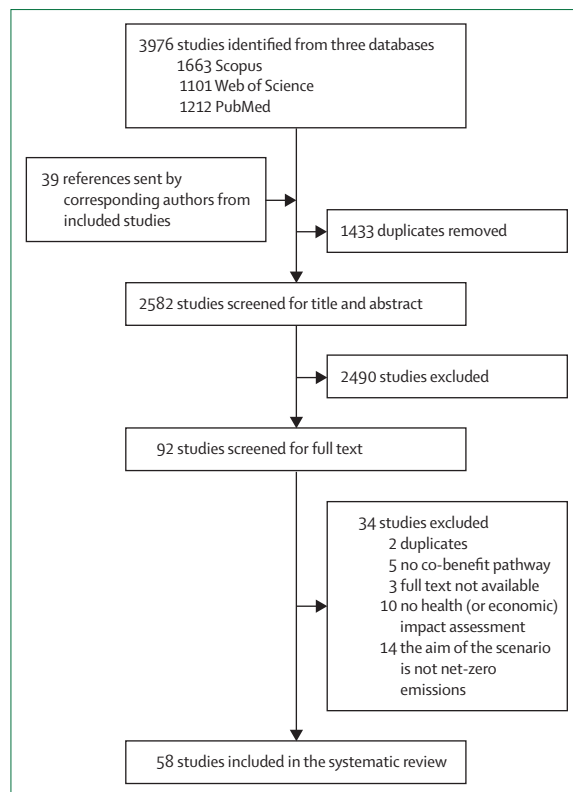 3976 studies identified from three databases
1663 Scopus
1101 Web of Science
1212 PubMed
39 references sent by
corresponding authors from
included studies
1433 duplicates removed
2582 studies screened for title and abstract
2490 studies excluded
92 studies screened for full text
34 studies excluded
2 duplicates
5 no co-benefit pathway
3 full text not available
10 no health (or economic)
impact assessment
14 the aim of the scenario
is not net-zero
emissions
58 studies included in the systematic review